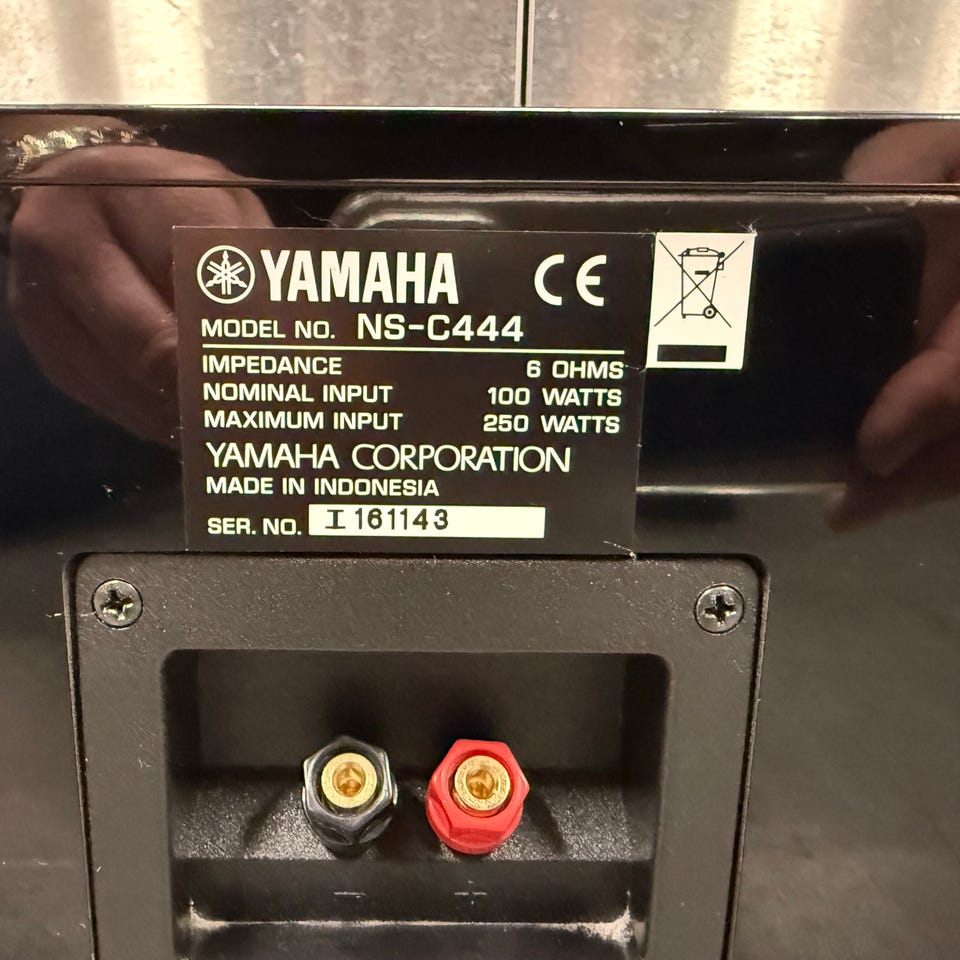 YAMAHA CE
MODEL NO. NS-C444
IMPEDANCE 6 OHMS
NOMINAL INPUT 100 WATTS
MAXIMUM INPUT 250 WATTS
YAMAHA CORPORATION
MADE IN INDONESIA
SER. NO. I 161143
− +